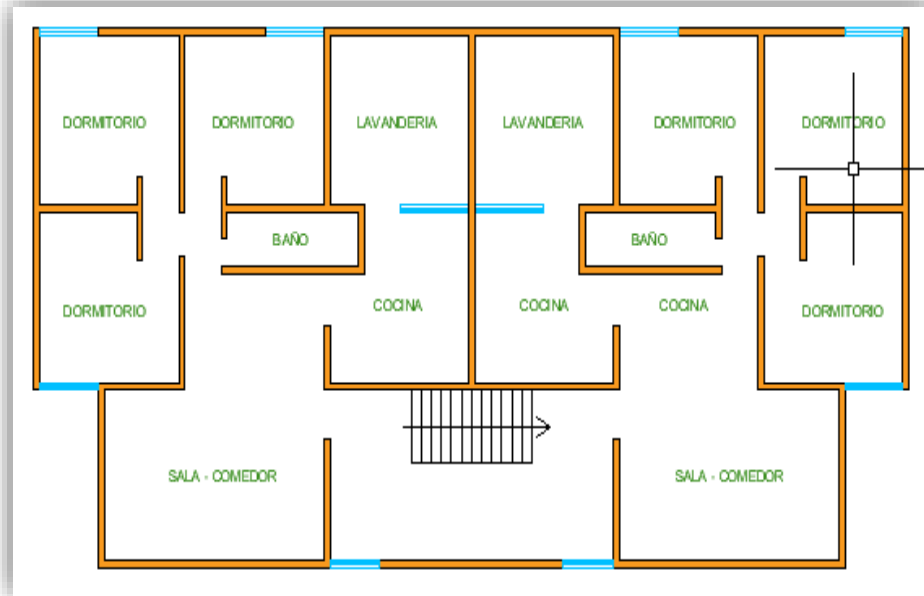 DORMITORIO DORMITORIO LAVANDERIA LAVANDERIA DORMITORIO DORMITORIO
BAÑO BAÑO
DORMITORIO COCINA COCINA COCINA DORMITORIO
SALA - COMEDOR SALA - COMEDOR